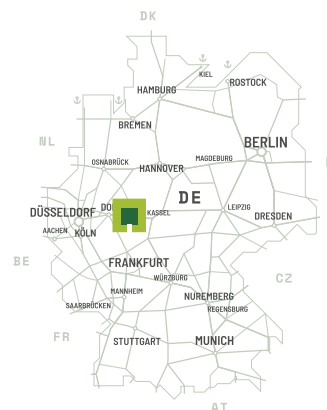 DK
KIEL
ROSTOCK
HAMBURG
BREMEN
NL
BERLIN
OSNABRÜCK
MAGDEBURG
HANNOVER
DE
DÜSSELDORF
DO
KASSEL
LEIPZIG
DRESDEN
AACHEN
KÖLN
BE
FRANKFURT
WÜRZBURG
CZ
MANNHEIM
NUREMBERG
SAARBRÜCKEN
REGENSBURG
FR
STUTTGART
MUNICH
AT